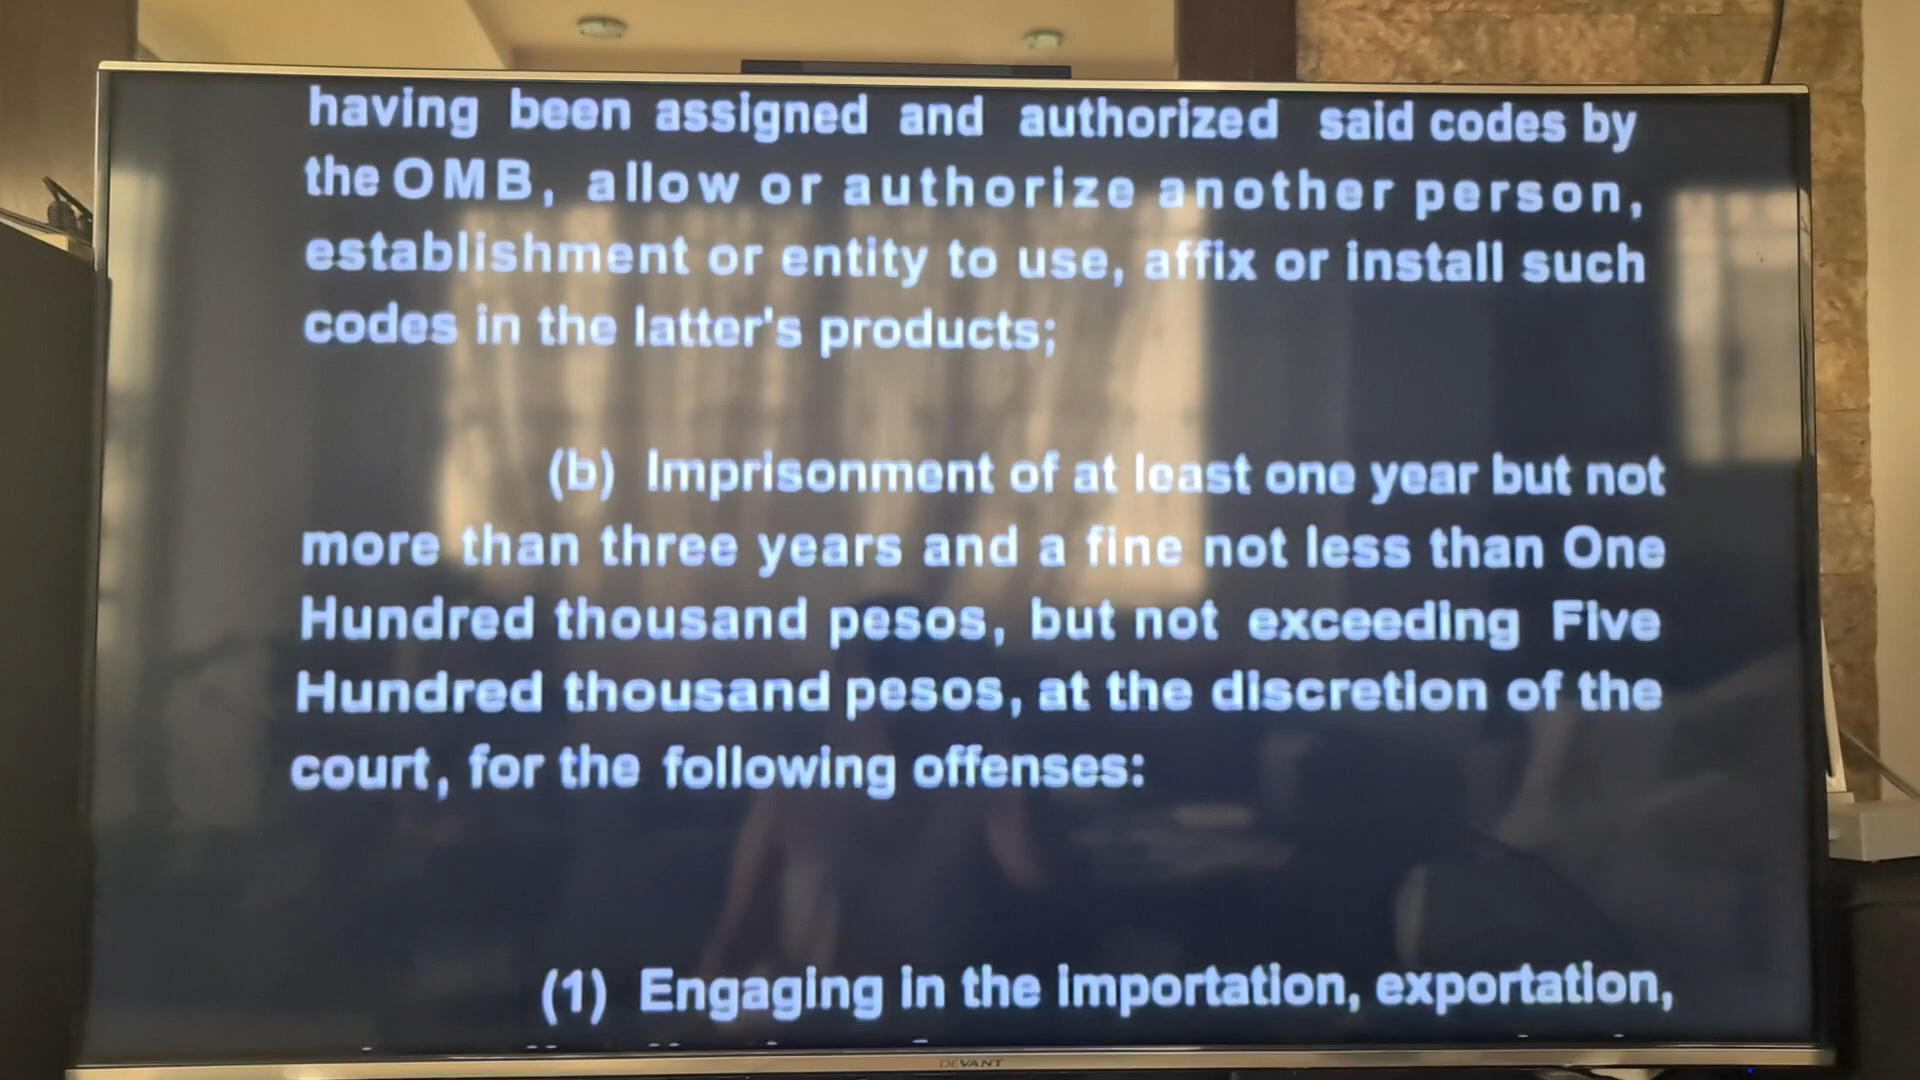 having been assigned and authorized said codes by
the OMB, allow or authorize another person,
establishment or entity to use, affix or install such
codes in the latter's products;
(b) Imprisonment of at least one year but not
more than three years and a fine not less than One
Hundred thousand pesos, but not exceeding Five
Hundred thousand pesos, at the discretion of the
court, for the following offenses:
(1) Engaging in the importation, exportation,
DEVANT